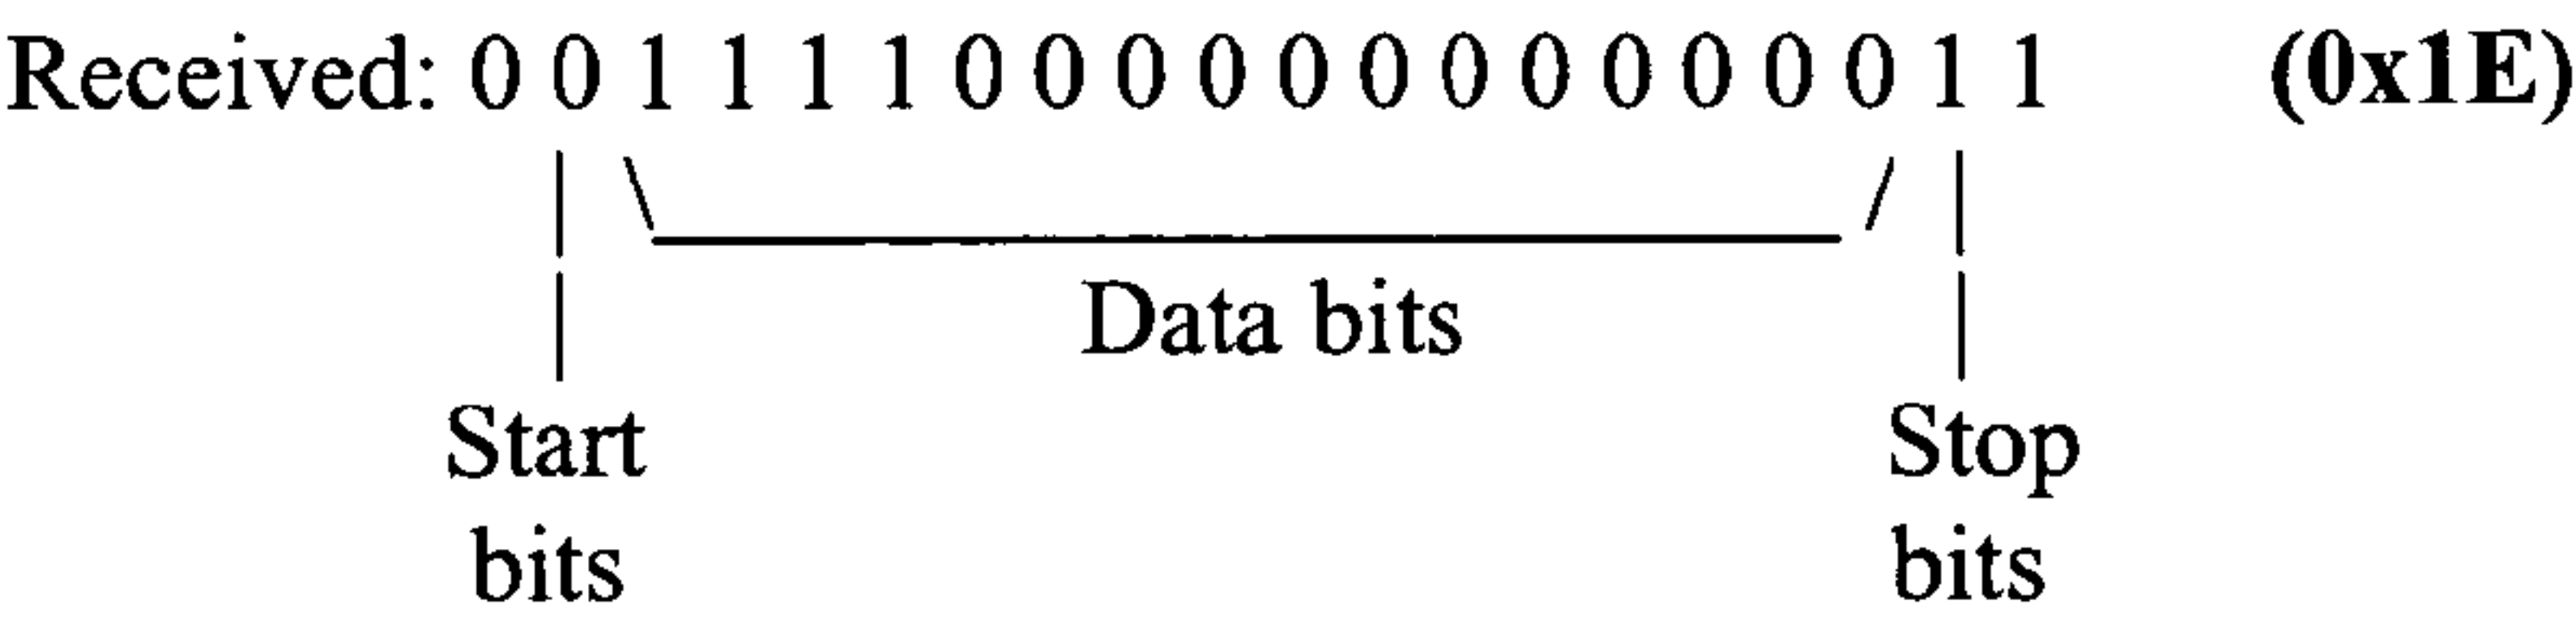 Received: 0 0 1 1 1 1 0 0 0 0 0 0 0 0 0 0 0 0 1 1 (0x1E)
Data bits
Start
bits
Stop
bits